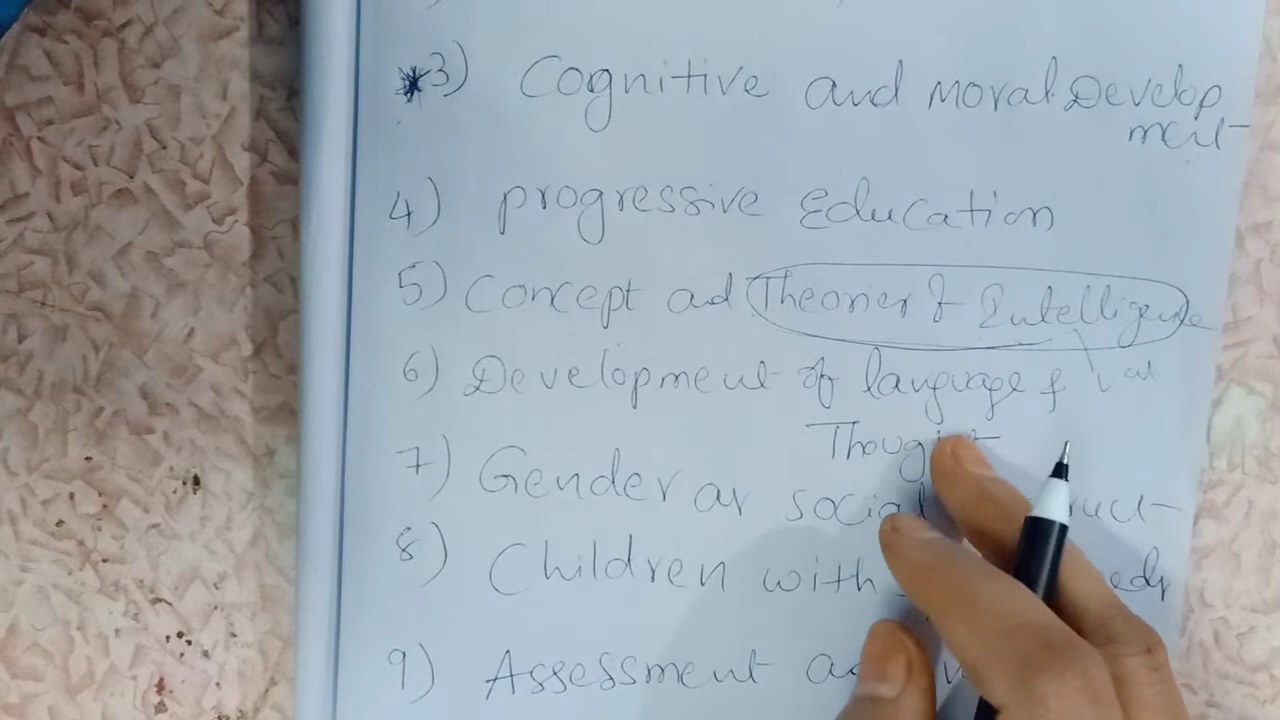 *3) Cognitive and moral Develop
ment
4) progressive Education
5) Concept and Theories of Intelligence
6) Development of language &
Thought
7) Gender as social
8) Children with
9) Assessment